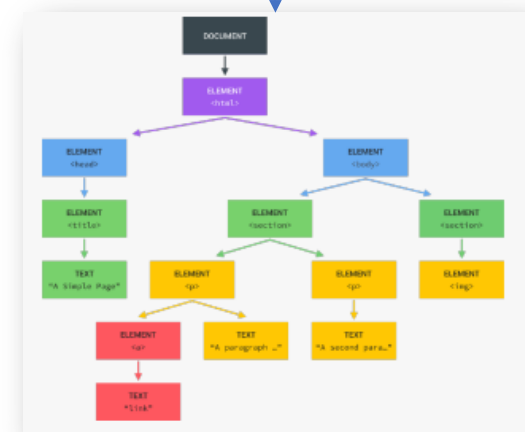 DOCUMENT
ELEMENT
<html>
ELEMENT
<head>
ELEMENT
<body>
ELEMENT
<title>
ELEMENT
<section>
ELEMENT
<section>
TEXT
"A Simple Page"
ELEMENT
<p>
ELEMENT
<p>
ELEMENT
<img>
ELEMENT
<a>
TEXT
"A paragraph …"
TEXT
"A second para…"
TEXT
"link"